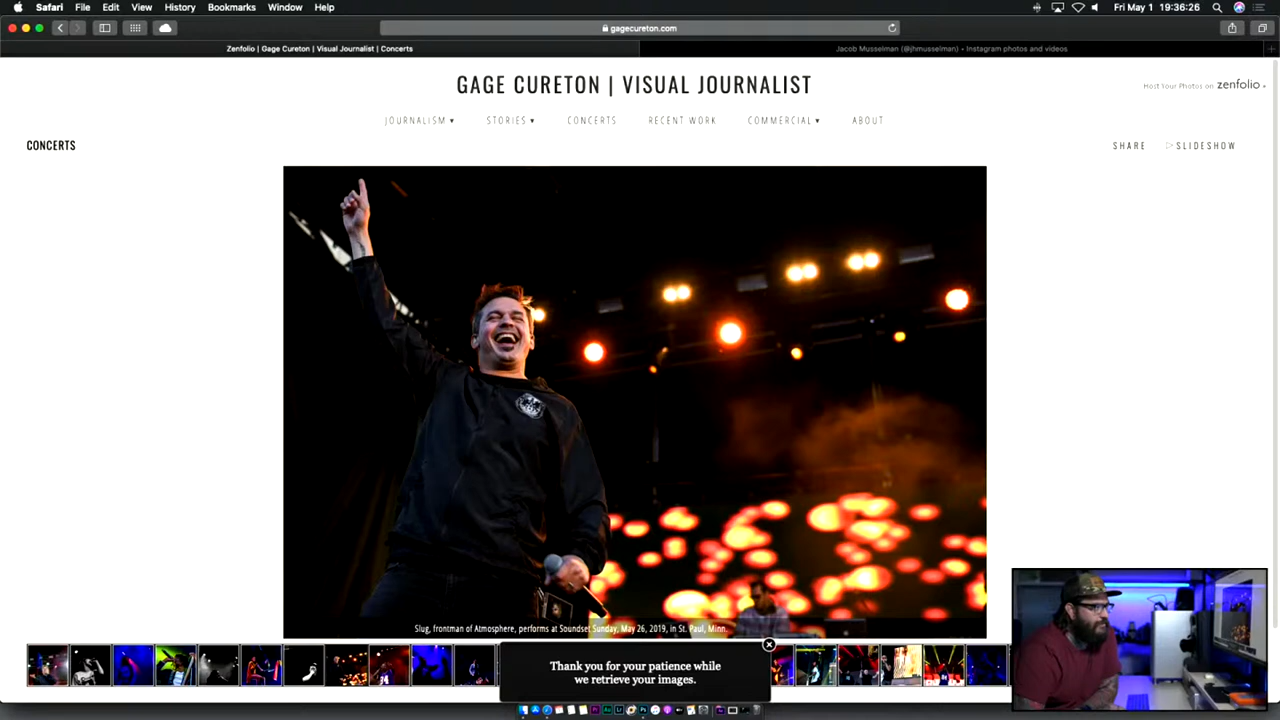 Safari File Edit View History Bookmarks Window Help
Fri May 1 19:36:26
gagecureton.com
Zenfolio | Gage Cureton | Visual Journalist | Concerts
Jacob Musselman (@jhmusselman) • Instagram photos and videos
GAGE CURETON | VISUAL JOURNALIST
Host Your Photos on zenfolio »
JOURNALISM ▾ STORIES ▾ CONCERTS RECENT WORK COMMERCIAL ▾ ABOUT
CONCERTS
SHARE ▷ SLIDESHOW
Slug, frontman of Atmosphere, performs at Soundset Sunday, May 26, 2019, in St. Paul, Minn.
Thank you for your patience while
we retrieve your images.